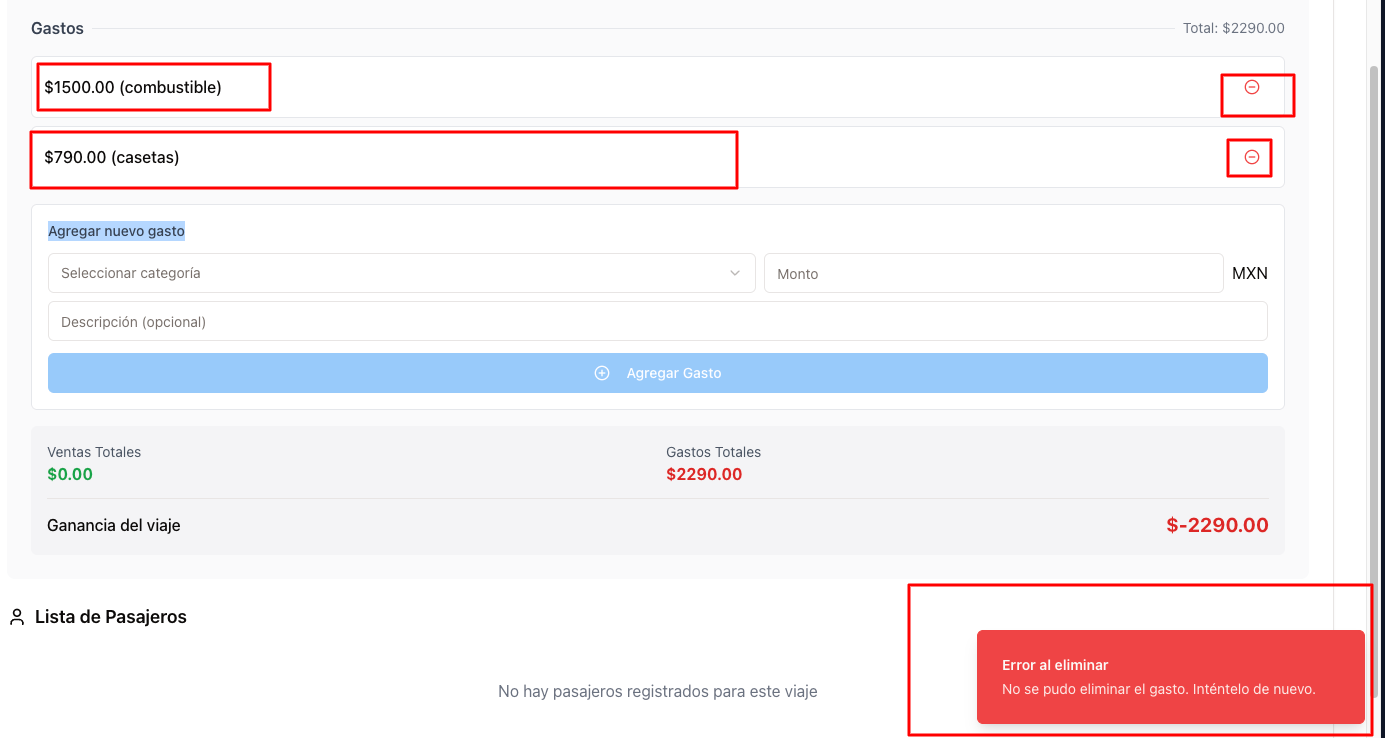 Gastos
Total: $2290.00
$1500.00 (combustible)
$790.00 (casetas)
Agregar nuevo gasto
Seleccionar categoría
Monto
MXN
Descripción (opcional)
Agregar Gasto
Ventas Totales
Gastos Totales
$0.00
$2290.00
Ganancia del viaje
$-2290.00
Lista de Pasajeros
No hay pasajeros registrados para este viaje
Error al eliminar
No se pudo eliminar el gasto. Inténtelo de nuevo.